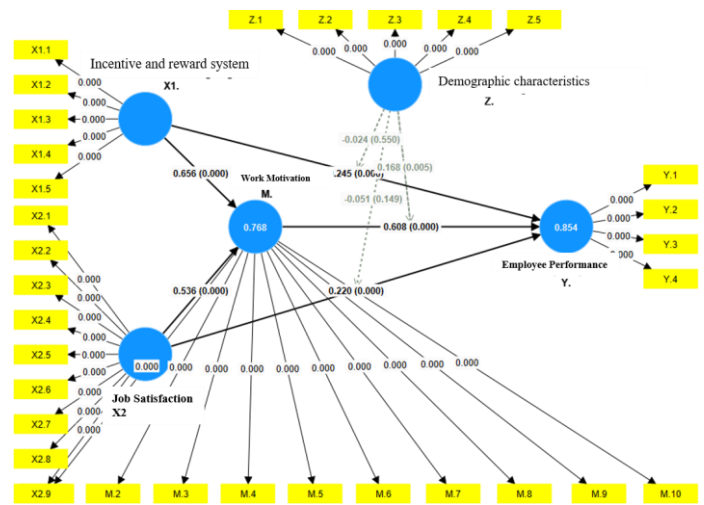 Z.1 Z.2 Z.3 Z.4 Z.5
0.000 0.000 0.000 0.000 0.000
X1.1
X1.2
X1.3
X1.4
X1.5
0.000
0.000
0.000
0.000
0.000
Incentive and reward system
X1.
Demographic characteristics
Z.
-0.024 (0.550)
0.168 (0.005)
-0.051 (0.149)
0.656 (0.000)
Work Motivation
M.
0.768
0.608 (0.000)
0.854
Employee Performance
Y.
Y.1
Y.2
Y.3
Y.4
0.000
0.000
0.000
X2.1
X2.2
X2.3
X2.4
X2.5
X2.6
X2.7
X2.8
X2.9
0.000
0.000
0.000
0.000
0.000
0.000
0.000
0.000
0.536 (0.000)
0.220 (0.000)
Job Satisfaction
X2
0.000 0.000 0.000 0.000 0.000 0.000 0.000 0.000 0.000 0.000
M.2 M.3 M.4 M.5 M.6 M.7 M.8 M.9 M.10